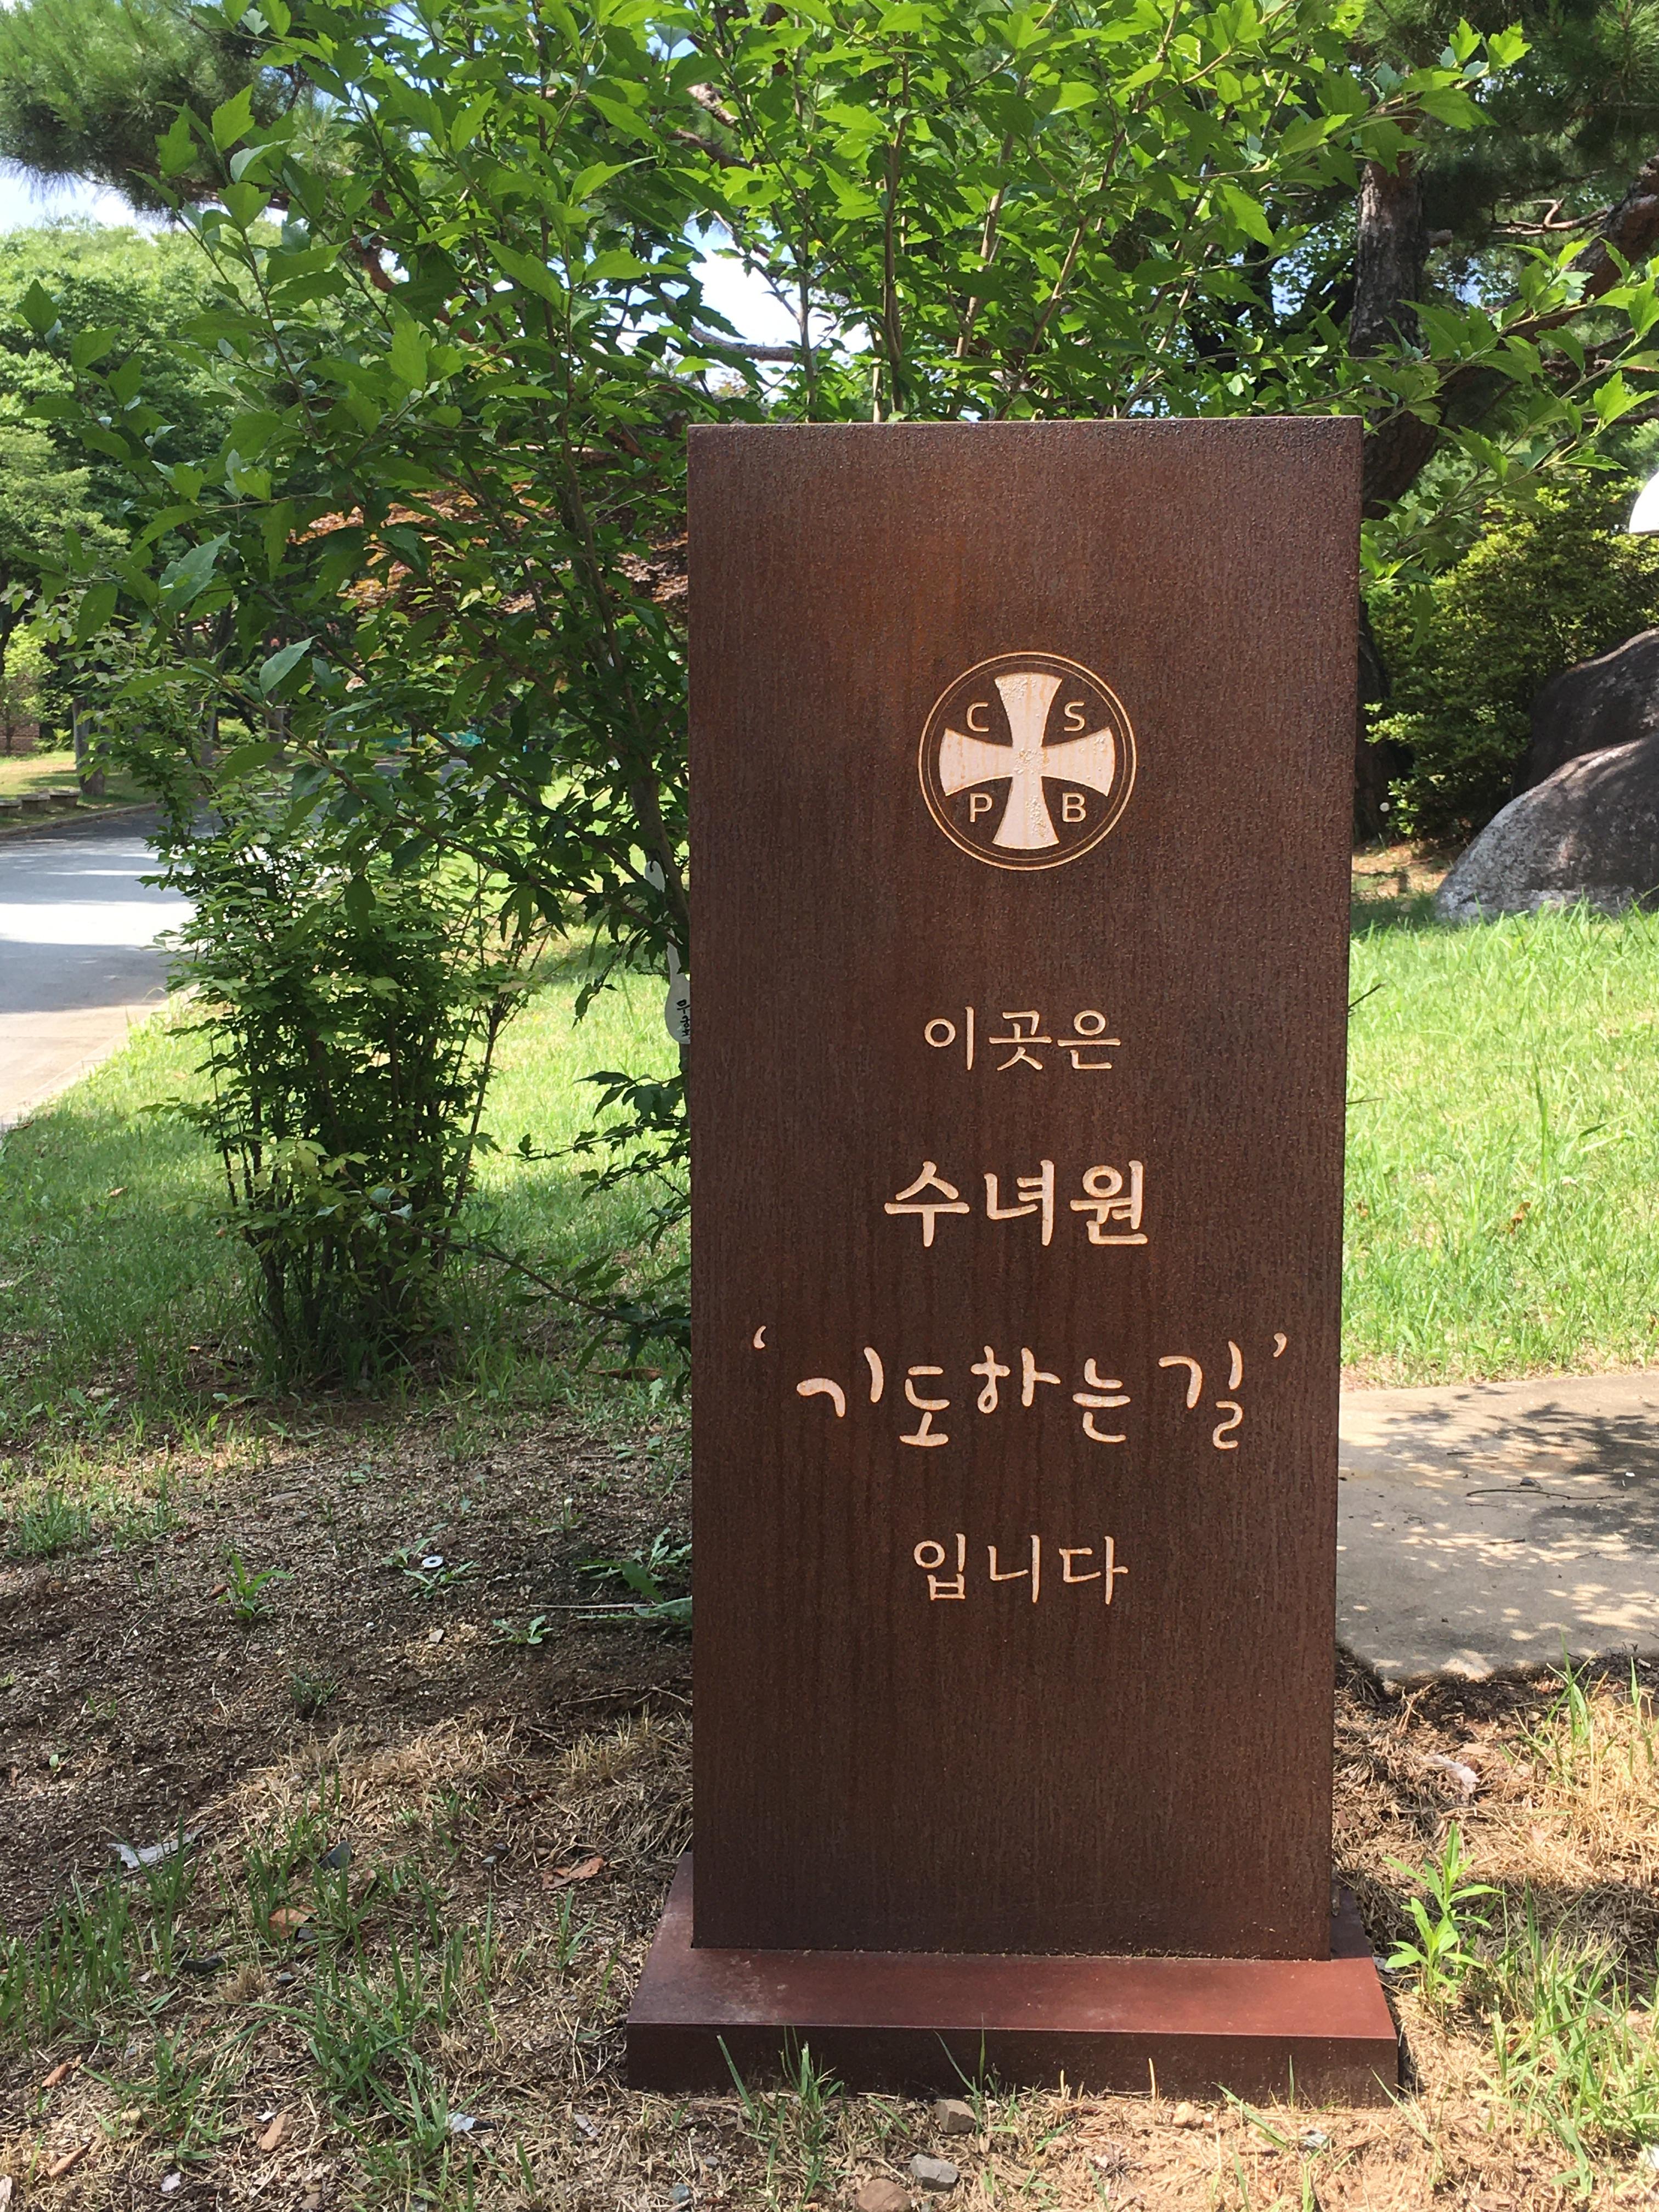 C S
P B
이곳은
수녀원
‘기도하는 길’
입니다